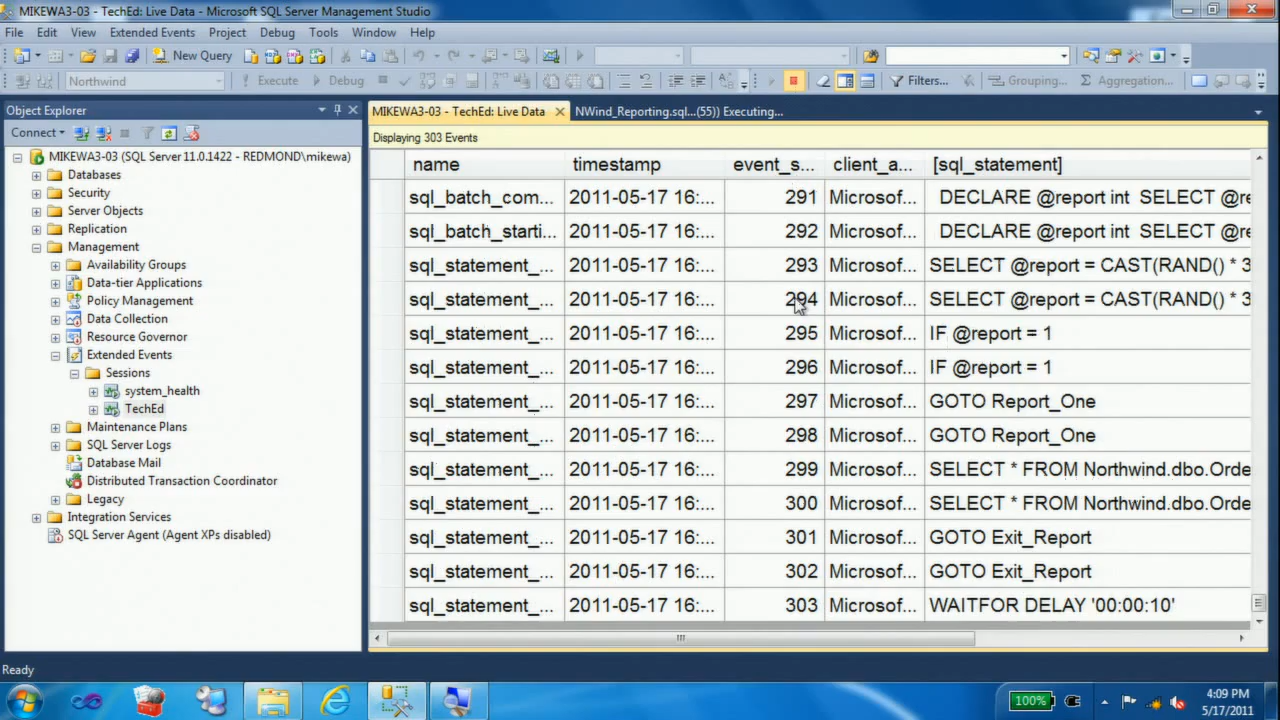 MIKEWA3-03 - TechEd: Live Data - Microsoft SQL Server Management Studio
File Edit View Extended Events Project Debug Tools Window Help
New Query
Northwind Execute Debug Filters... Grouping... Aggregation...
Object Explorer
Connect
MIKEWA3-03 (SQL Server 11.0.1422 - REDMOND\mikewa)
Databases
Security
Server Objects
Replication
Management
Availability Groups
Data-tier Applications
Policy Management
Data Collection
Resource Governor
Extended Events
Sessions
system_health
TechEd
Maintenance Plans
SQL Server Logs
Database Mail
Distributed Transaction Coordinator
Legacy
Integration Services
SQL Server Agent (Agent XPs disabled)
MIKEWA3-03 - TechEd: Live Data NWind_Reporting.sql...(55)) Executing...
Displaying 303 Events
name timestamp event_s... client_a... [sql_statement]
sql_batch_com... 2011-05-17 16:... 291 Microsof... DECLARE @report int SELECT @re
sql_batch_starti... 2011-05-17 16:... 292 Microsof... DECLARE @report int SELECT @re
sql_statement_... 2011-05-17 16:... 293 Microsof... SELECT @report = CAST(RAND() * 3
sql_statement_... 2011-05-17 16:... 294 Microsof... SELECT @report = CAST(RAND() * 3
sql_statement_... 2011-05-17 16:... 295 Microsof... IF @report = 1
sql_statement_... 2011-05-17 16:... 296 Microsof... IF @report = 1
sql_statement_... 2011-05-17 16:... 297 Microsof... GOTO Report_One
sql_statement_... 2011-05-17 16:... 298 Microsof... GOTO Report_One
sql_statement_... 2011-05-17 16:... 299 Microsof... SELECT * FROM Northwind.dbo.Orde
sql_statement_... 2011-05-17 16:... 300 Microsof... SELECT * FROM Northwind.dbo.Orde
sql_statement_... 2011-05-17 16:... 301 Microsof... GOTO Exit_Report
sql_statement_... 2011-05-17 16:... 302 Microsof... GOTO Exit_Report
sql_statement_... 2011-05-17 16:... 303 Microsof... WAITFOR DELAY '00:00:10'
Ready
100%
4:09 PM
5/17/2011